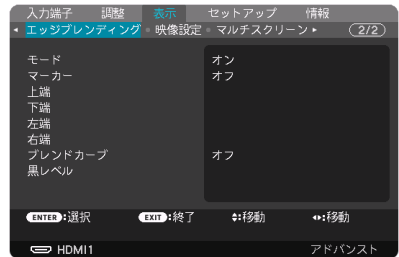 入力端子 調整 表示 セットアップ 情報
◂ エッジブレンディング 映像設定 マルチスクリーン ▸ 2/2
モード オン
マーカー オフ
上端
下端
左端
右端
ブレンドカーブ オフ
黒レベル
ENTER:選択 EXIT:終了 ♦:移動 ◂▸:移動
HDMI1 アドバンスト